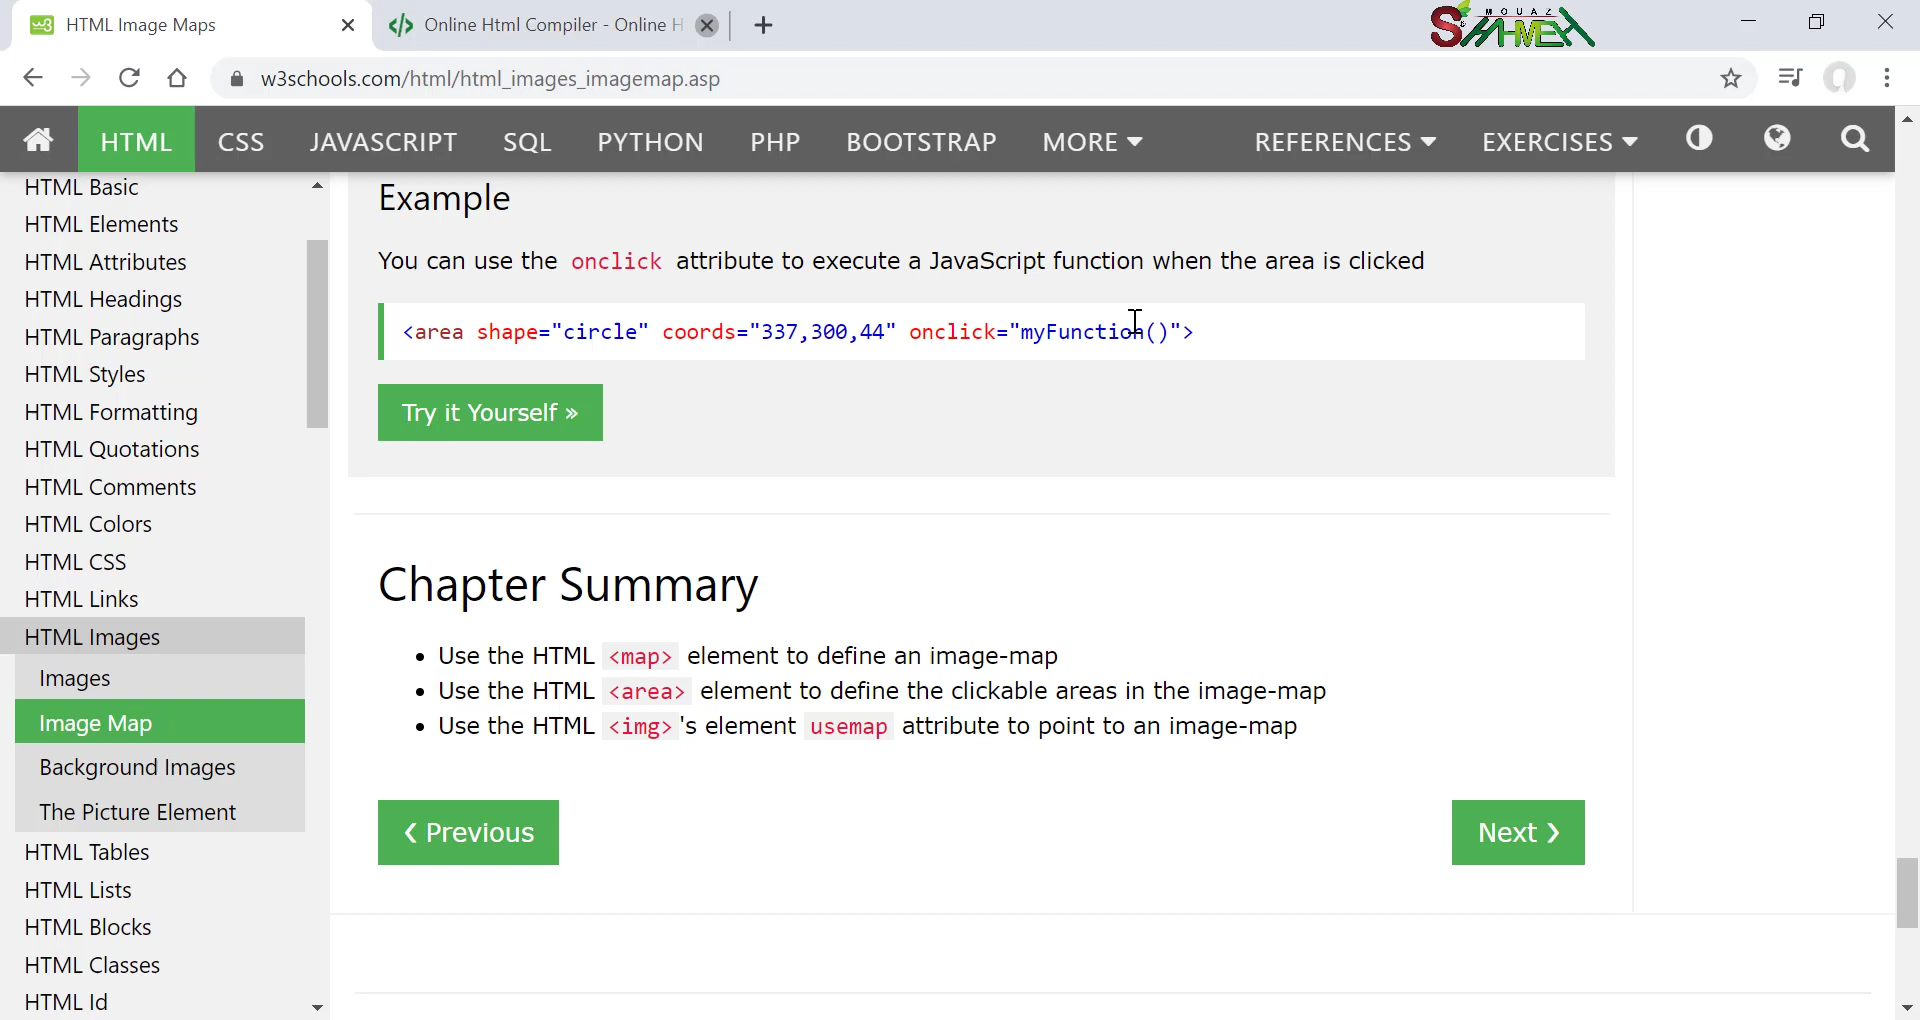 HTML Image Maps
Online Html Compiler - Online H
MOUAZ
w3schools.com/html/html_images_imagemap.asp
HTML CSS JAVASCRIPT SQL PYTHON PHP BOOTSTRAP MORE REFERENCES EXERCISES
HTML Basic
HTML Elements
HTML Attributes
HTML Headings
HTML Paragraphs
HTML Styles
HTML Formatting
HTML Quotations
HTML Comments
HTML Colors
HTML CSS
HTML Links
HTML Images
Images
Image Map
Background Images
The Picture Element
HTML Tables
HTML Lists
HTML Blocks
HTML Classes
HTML Id
Example
You can use the onclick attribute to execute a JavaScript function when the area is clicked
<area shape="circle" coords="337,300,44" onclick="myFunction()">
Try it Yourself »
Chapter Summary
• Use the HTML <map> element to define an image-map
• Use the HTML <area> element to define the clickable areas in the image-map
• Use the HTML <img>'s element usemap attribute to point to an image-map
❮ Previous
Next ❯